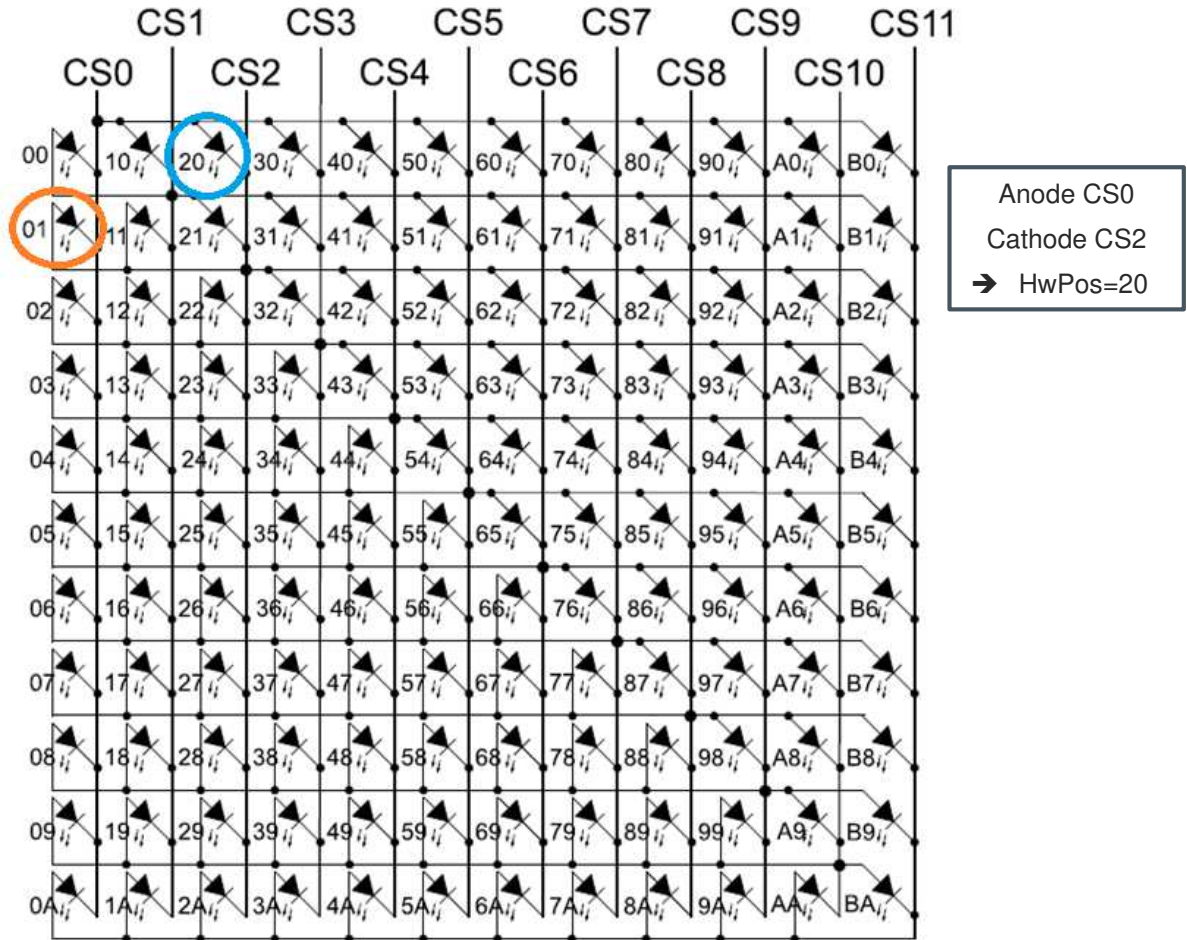 CS1 CS3 CS5 CS7 CS9 CS11
CS0 CS2 CS4 CS6 CS8 CS10
00 10 20 30 40 50 60 70 80 90 A0 B0
01 11 21 31 41 51 61 71 81 91 A1 B1
02 12 22 32 42 52 62 72 82 92 A2 B2
03 13 23 33 43 53 63 73 83 93 A3 B3
04 14 24 34 44 54 64 74 84 94 A4 B4
05 15 25 35 45 55 65 75 85 95 A5 B5
06 16 26 36 46 56 66 76 86 96 A6 B6
07 17 27 37 47 57 67 77 87 97 A7 B7
08 18 28 38 48 58 68 78 88 98 A8 B8
09 19 29 39 49 59 69 79 89 99 A9 B9
0A 1A 2A 3A 4A 5A 6A 7A 8A 9A AA BA
Anode CS0
Cathode CS2
➔ HwPos=20